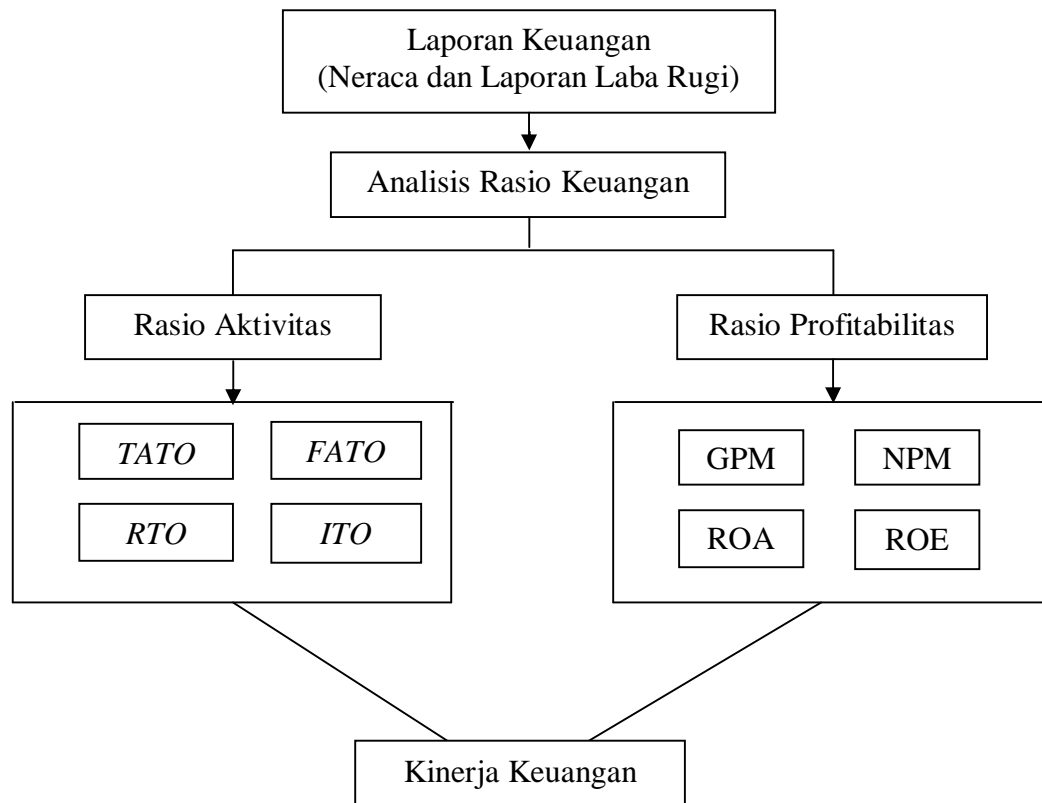 Laporan Keuangan
(Neraca dan Laporan Laba Rugi)
Analisis Rasio Keuangan
Rasio Aktivitas
Rasio Profitabilitas
TATO
FATO
RTO
ITO
GPM
NPM
ROA
ROE
Kinerja Keuangan